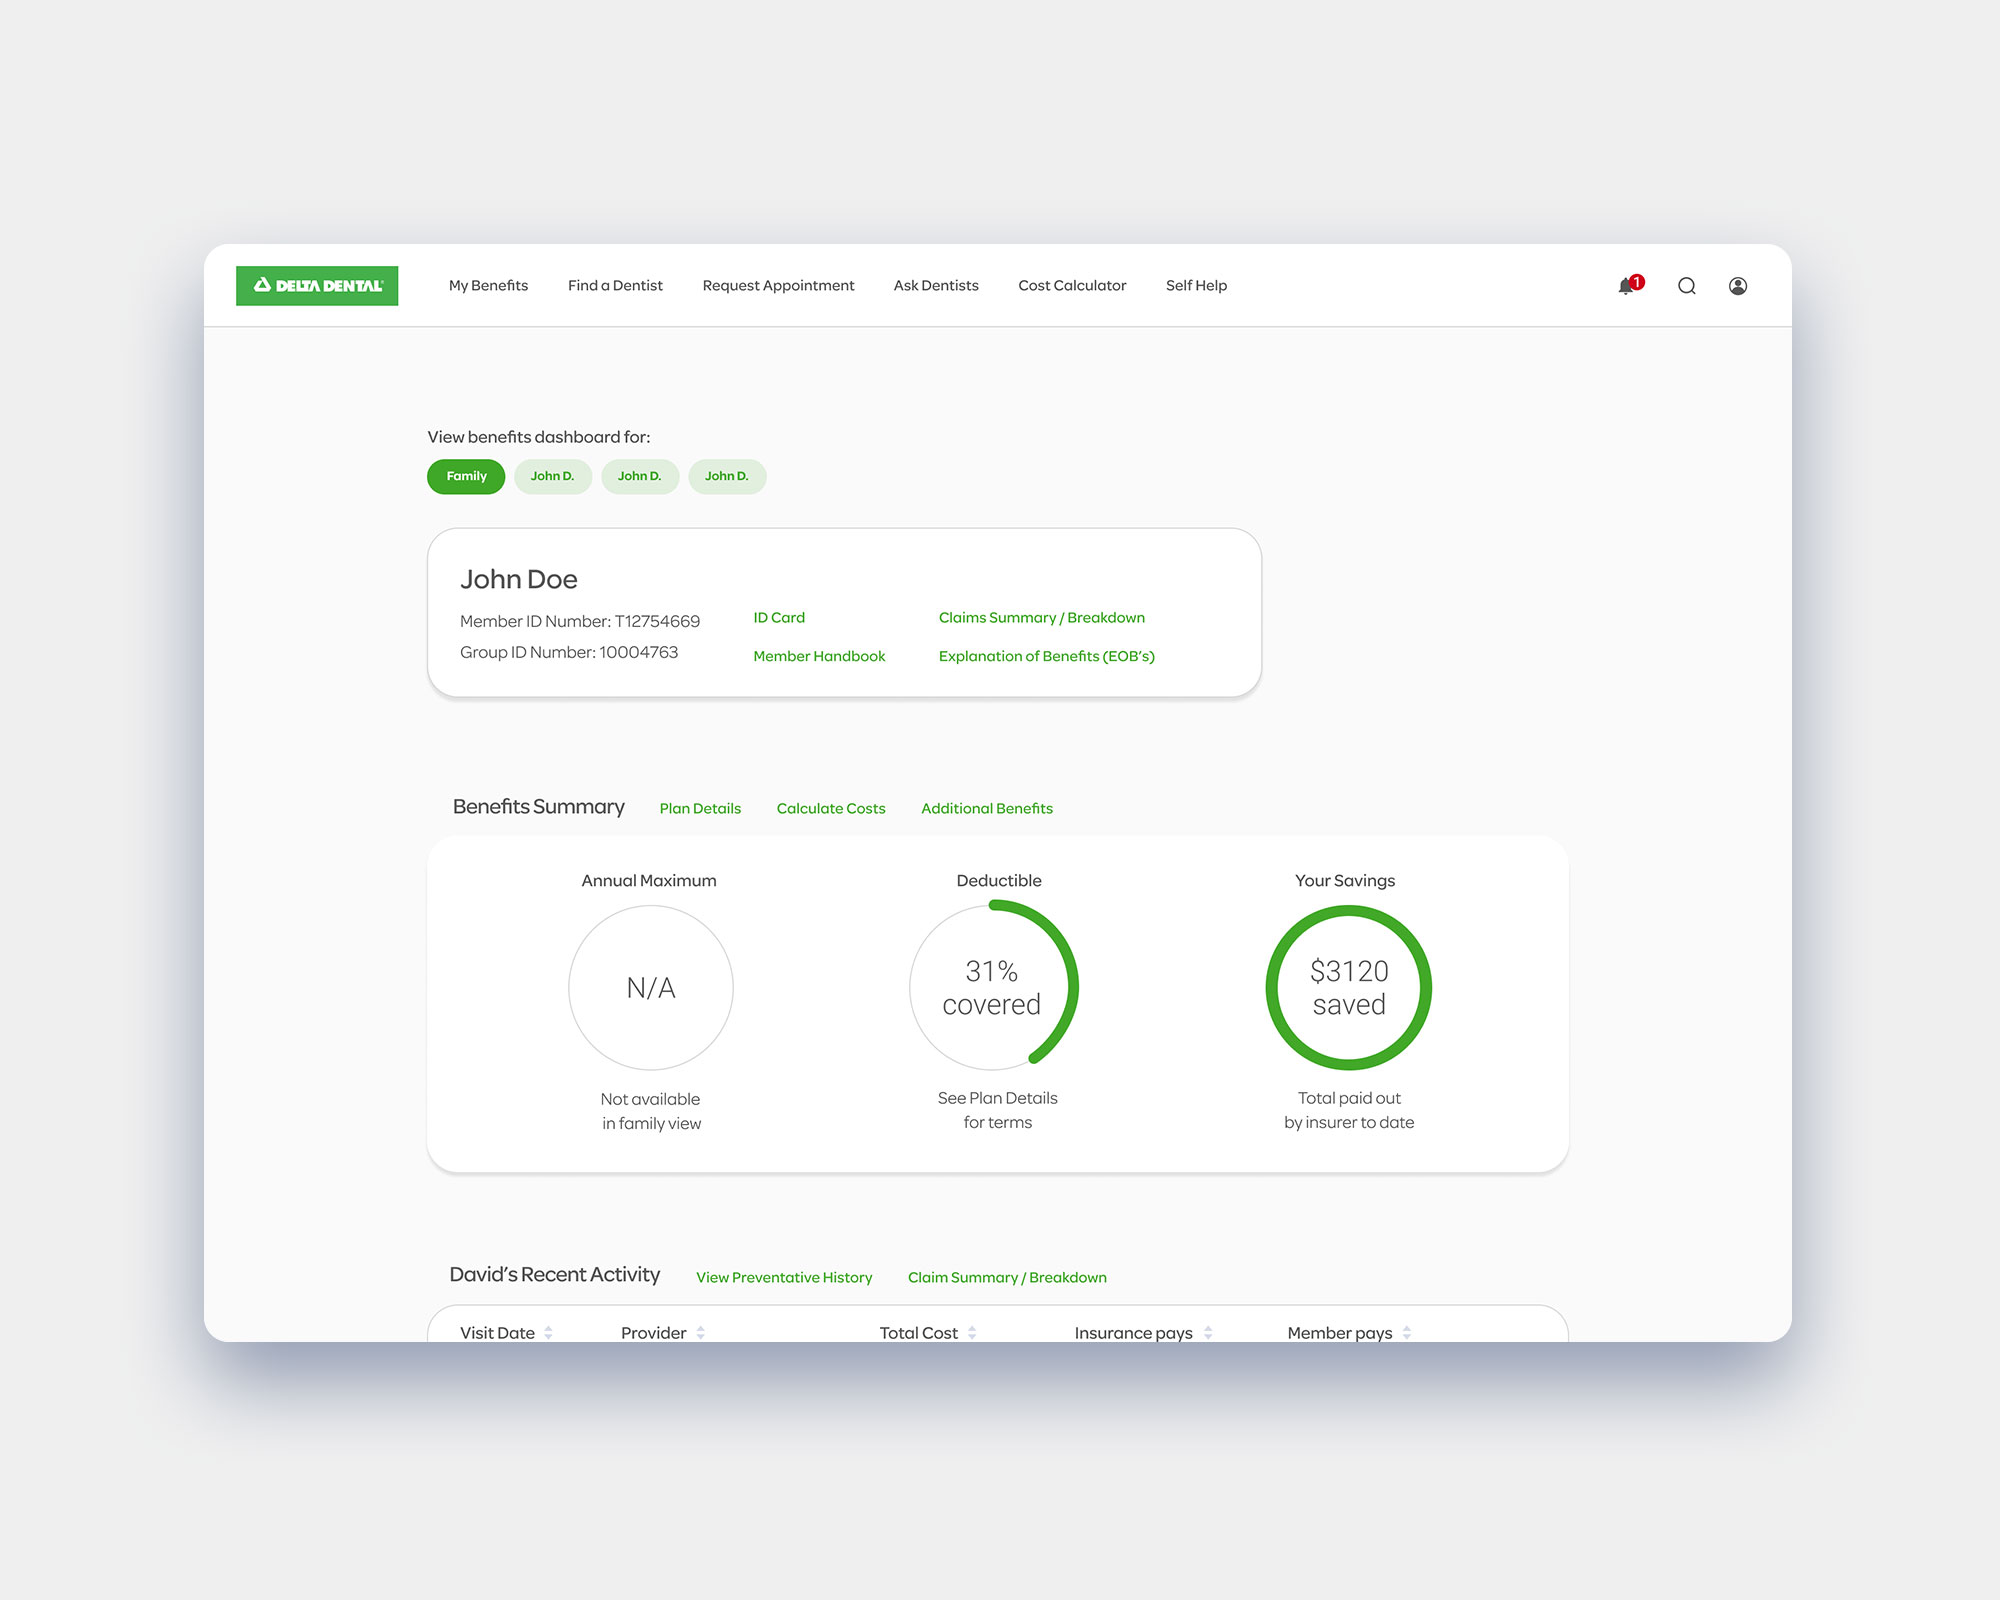 DELTA DENTAL
My Benefits
Find a Dentist
Request Appointment
Ask Dentists
Cost Calculator
Self Help
1
View benefits dashboard for:
Family
John D.
John D.
John D.
John Doe
Member ID Number: T12754669
Group ID Number: 10004763
ID Card
Member Handbook
Claims Summary / Breakdown
Explanation of Benefits (EOB's)
Benefits Summary
Plan Details
Calculate Costs
Additional Benefits
Annual Maximum
N/A
Not available
in family view
Deductible
31%
covered
See Plan Details
for terms
Your Savings
$3120
saved
Total paid out
by insurer to date
David's Recent Activity
View Preventative History
Claim Summary / Breakdown
Visit Date
Provider
Total Cost
Insurance pays
Member pays